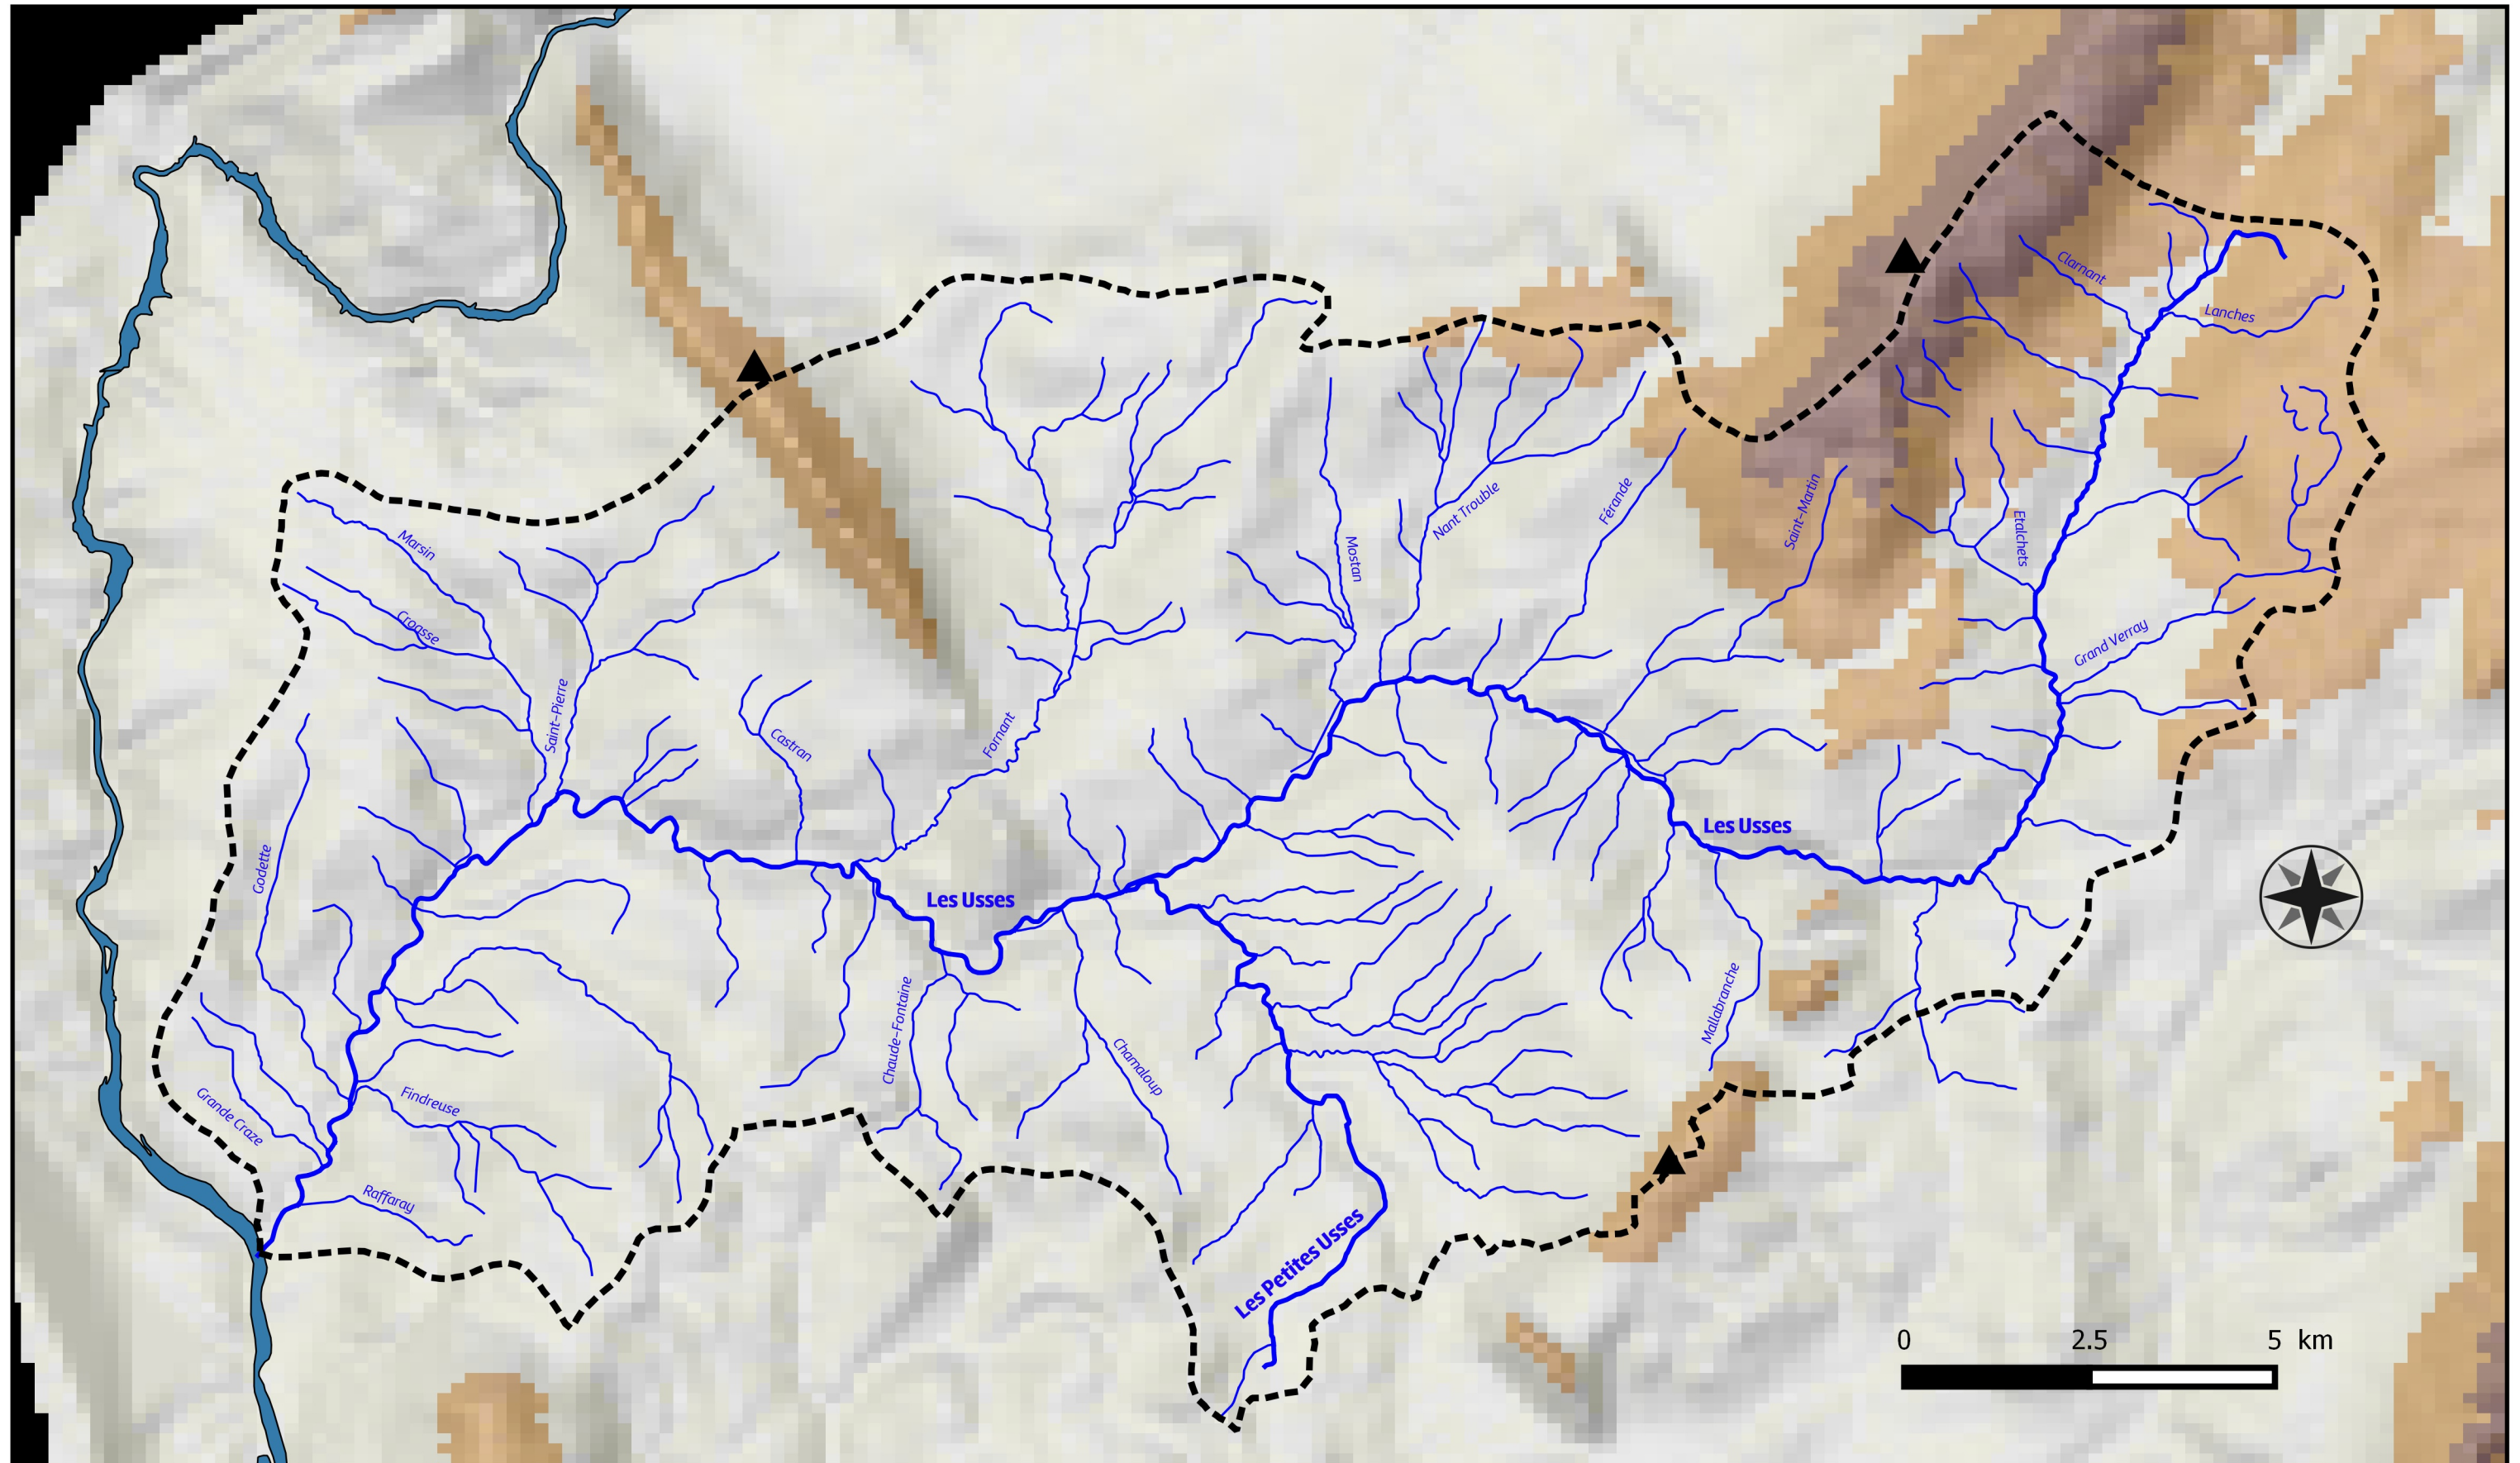 Clarnant
Lanches
Marsin
Croasse
Mostan
Nant Trouble
Férande
Saint-Martin
Etalchets
Grand Verray
Saint-Pierre
Castran
Fornant
Les Usses
Godette
Les Usses
Chaude-Fontaine
Chamaloup
Mallabranche
Grande Craze
Findreuse
Raffaray
Les Petites Usses
0 2.5 5 km